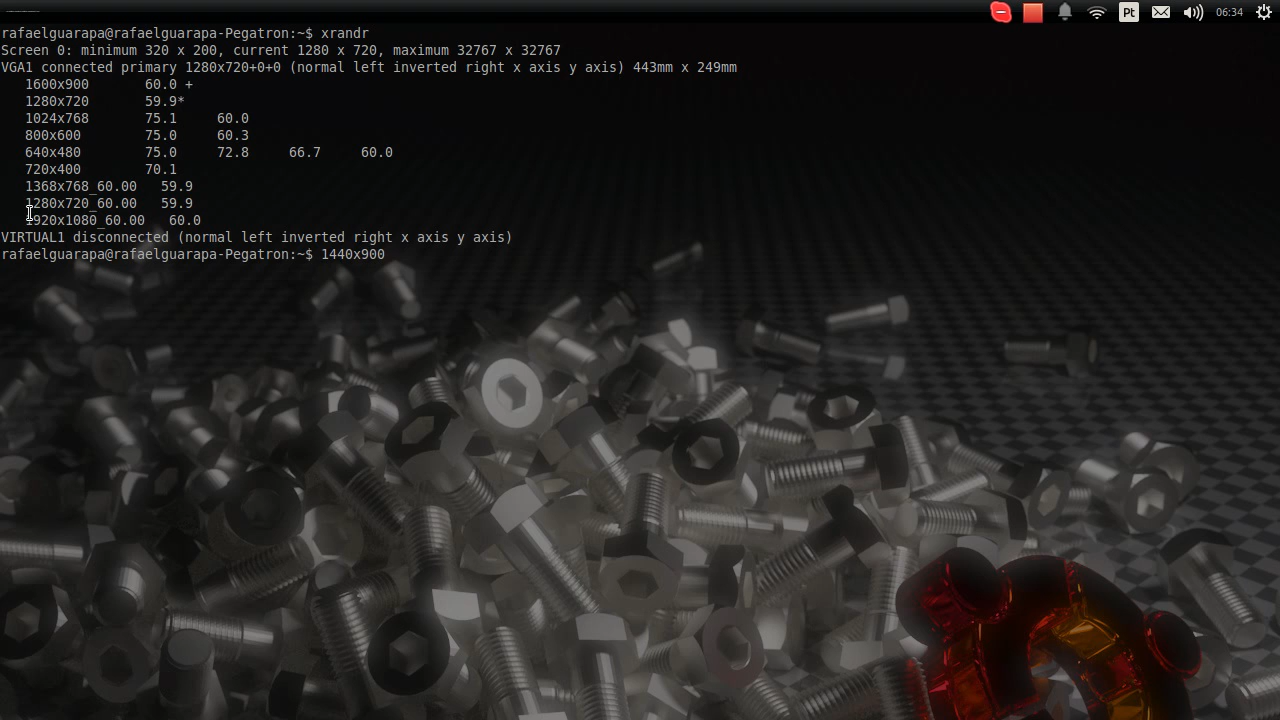 Pt
06:34
rafaelguarapa@rafaelguarapa-Pegatron:~$ xrandr
Screen 0: minimum 320 x 200, current 1280 x 720, maximum 32767 x 32767
VGA1 connected primary 1280x720+0+0 (normal left inverted right x axis y axis) 443mm x 249mm
   1600x900       60.0 +
   1280x720       59.9*
   1024x768       75.1     60.0
   800x600        75.0     60.3
   640x480        75.0     72.8     66.7     60.0
   720x400        70.1
   1368x768_60.00   59.9
   1280x720_60.00   59.9
   1920x1080_60.00   60.0
VIRTUAL1 disconnected (normal left inverted right x axis y axis)
rafaelguarapa@rafaelguarapa-Pegatron:~$ 1440x900